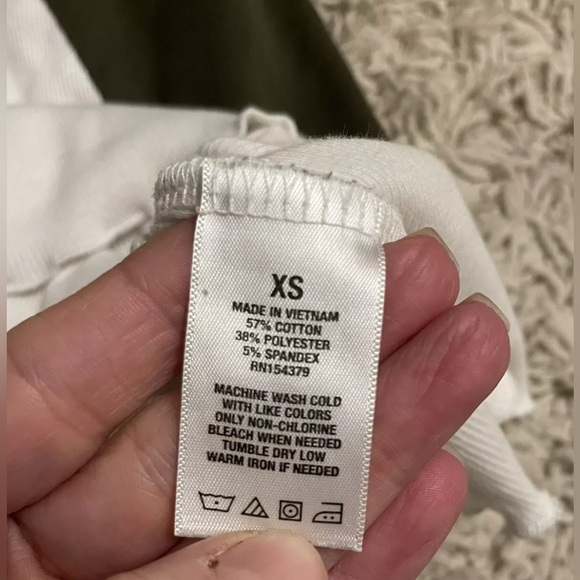 XS
MADE IN VIETNAM
57% COTTON
38% POLYESTER
5% SPANDEX
RN154379
MACHINE WASH COLD
WITH LIKE COLORS
ONLY NON-CHLORINE
BLEACH WHEN NEEDED
TUMBLE DRY LOW
WARM IRON IF NEEDED